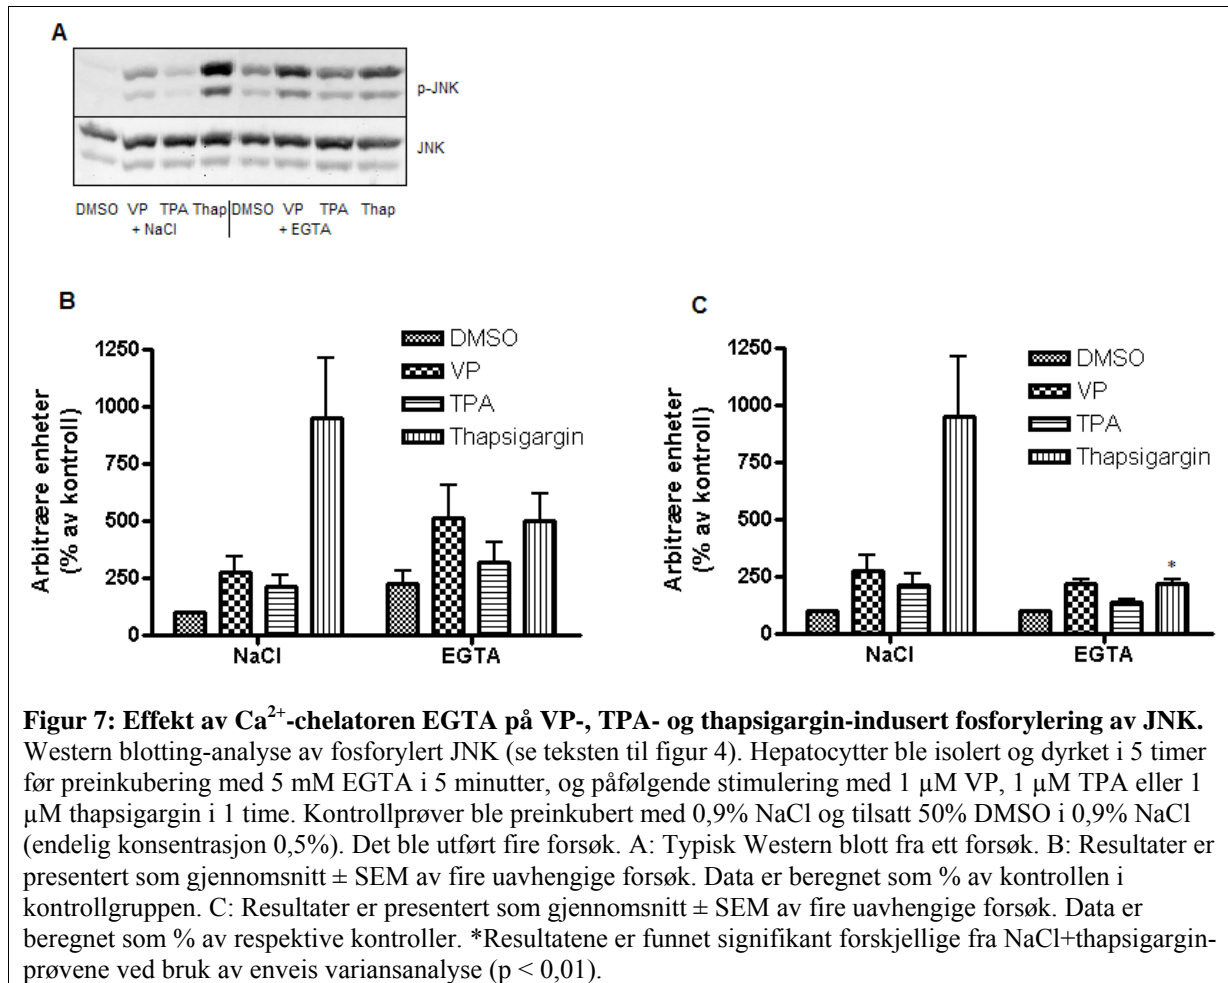 A
p-JNK
JNK
DMSO VP TPA Thap DMSO VP TPA Thap
+ NaCl + EGTA
B
Arbitrære enheter
(% av kontroll)
1250
1000
750
500
250
0
DMSO
VP
TPA
Thapsigargin
NaCl EGTA
C
Arbitrære enheter
(% av kontroll)
1250
1000
750
500
250
0
DMSO
VP
TPA
Thapsigargin
*
NaCl EGTA
Figur 7: Effekt av Ca²⁺-chelatoren EGTA på VP-, TPA- og thapsigargin-indusert fosforylering av JNK.
Western blotting-analyse av fosforylert JNK (se teksten til figur 4). Hepatocytter ble isolert og dyrket i 5 timer
før preinkubering med 5 mM EGTA i 5 minutter, og påfølgende stimulering med 1 µM VP, 1 µM TPA eller 1
µM thapsigargin i 1 time. Kontrollprøver ble preinkubert med 0,9% NaCl og tilsatt 50% DMSO i 0,9% NaCl
(endelig konsentrasjon 0,5%). Det ble utført fire forsøk. A: Typisk Western blott fra ett forsøk. B: Resultater er
presentert som gjennomsnitt ± SEM av fire uavhengige forsøk. Data er beregnet som % av kontrollen i
kontrollgruppen. C: Resultater er presentert som gjennomsnitt ± SEM av fire uavhengige forsøk. Data er
beregnet som % av respektive kontroller. *Resultatene er funnet signifikant forskjellige fra NaCl+thapsigargin-
prøvene ved bruk av enveis variansanalyse (p < 0,01).